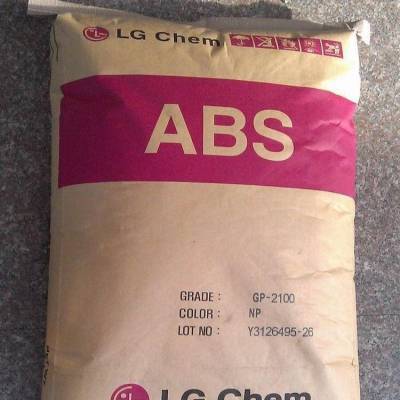 LG Chem
ABS
GRADE: GP-2100
COLOR: NP
LOT NO: Y3126495-26
LG Chem